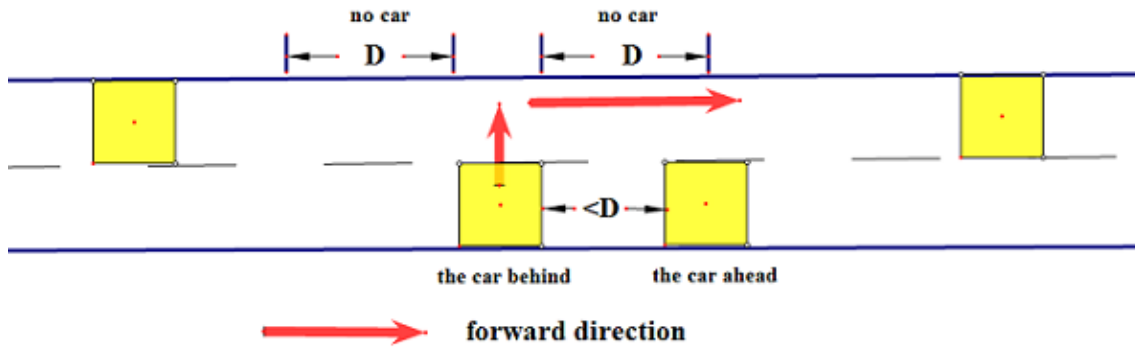 no car
no car
D
D
<D
the car behind
the car ahead
forward direction